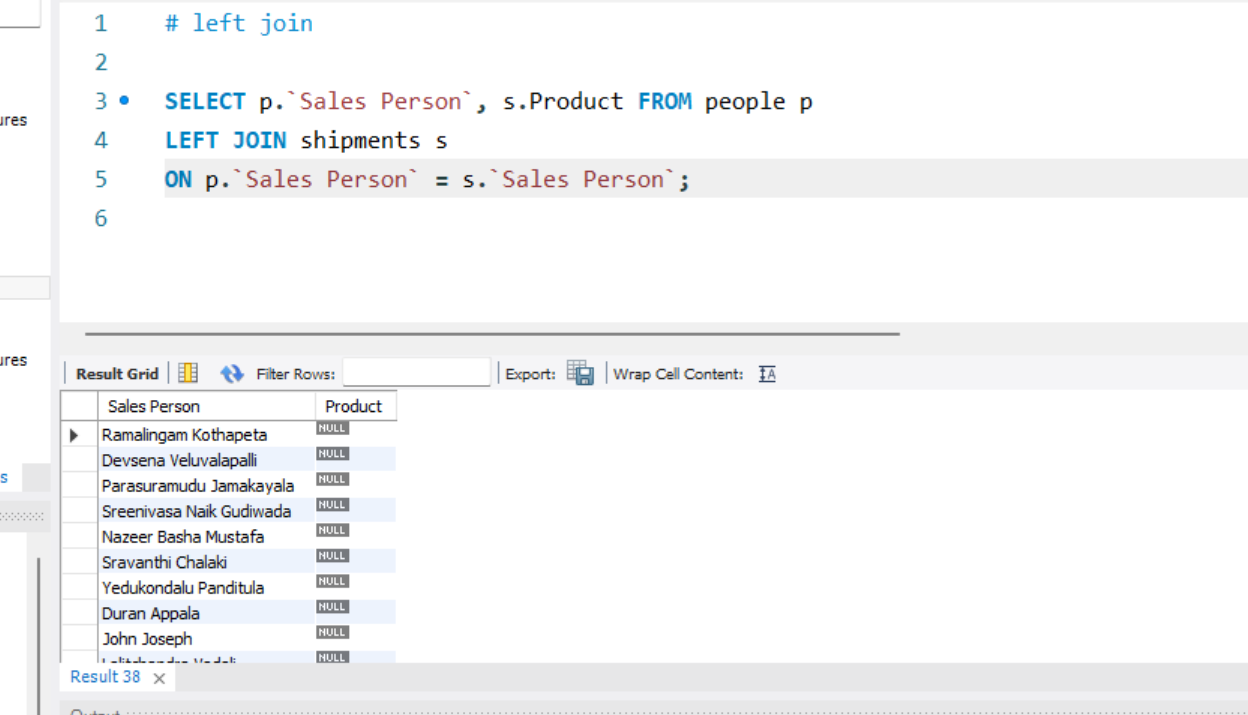 1 # left join
2
3 SELECT p.`Sales Person`, s.Product FROM people p
4 LEFT JOIN shipments s
5 ON p.`Sales Person` = s.`Sales Person`;
6
ures
ures
s
Result Grid Filter Rows: Export: Wrap Cell Content: IA
Sales Person Product
Ramalingam Kothapeta NULL
Devsena Veluvalapalli NULL
Parasuramudu Jamakayala NULL
Sreenivasa Naik Gudiwada NULL
Nazeer Basha Mustafa NULL
Sravanthi Chalaki NULL
Yedukondalu Panditula NULL
Duran Appala NULL
John Joseph NULL
NULL
Result 38 ×
Output